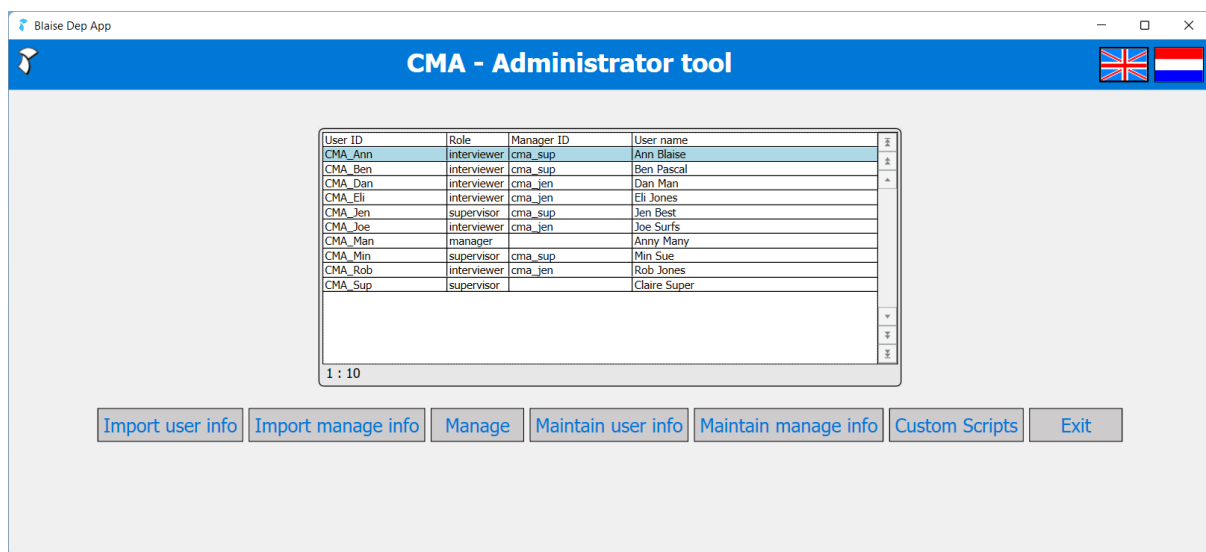 Blaise Dep App
CMA - Administrator tool
User ID Role Manager ID User name
CMA_Ann interviewer cma_sup Ann Blaise
CMA_Ben interviewer cma_sup Ben Pascal
CMA_Dan interviewer cma_jen Dan Man
CMA_Eli interviewer cma_jen Eli Jones
CMA_Jen supervisor cma_sup Jen Best
CMA_Joe interviewer cma_jen Joe Surfs
CMA_Man manager Anny Many
CMA_Min supervisor cma_sup Min Sue
CMA_Rob interviewer cma_jen Rob Jones
CMA_Sup supervisor Claire Super
1 : 10
Import user info Import manage info Manage Maintain user info Maintain manage info Custom Scripts Exit